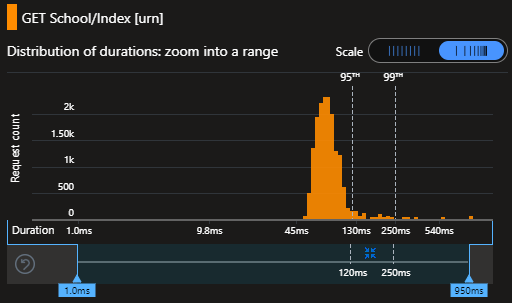 GET School/Index [urn]
Distribution of durations: zoom into a range
Scale
95TH
99TH
Request count
2k
1.50k
1k
500
0
Duration
1.0ms
9.8ms
45ms
130ms
250ms
540ms
120ms
250ms
1.0ms
950ms